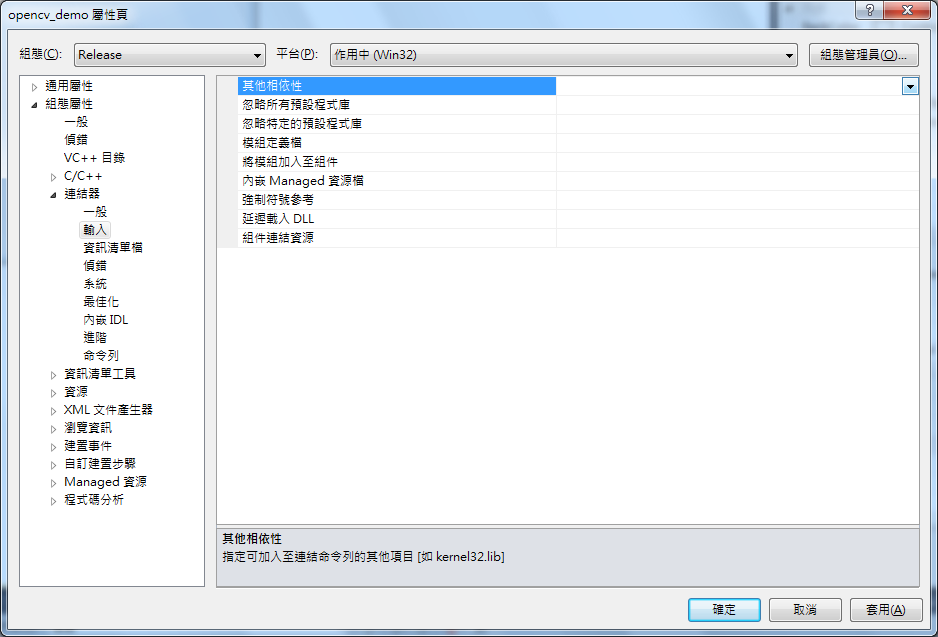 opencv_demo 屬性頁
組態(C): Release 平台(P): 作用中 (Win32) 組態管理員(O)...
通用屬性
組態屬性
一般
偵錯
VC++ 目錄
C/C++
連結器
一般
輸入
資訊清單檔
偵錯
系統
最佳化
內嵌 IDL
進階
命令列
資訊清單工具
資源
XML 文件產生器
瀏覽資訊
建置事件
自訂建置步驟
Managed 資源
程式碼分析
其他相依性
忽略所有預設程式庫
忽略特定的預設程式庫
模組定義檔
將模組加入至組件
內嵌 Managed 資源檔
強制符號參考
延遲載入 DLL
組件連結資源
其他相依性
指定可加入至連結命令列的其他項目 [如 kernel32.lib]
確定 取消 套用(A)